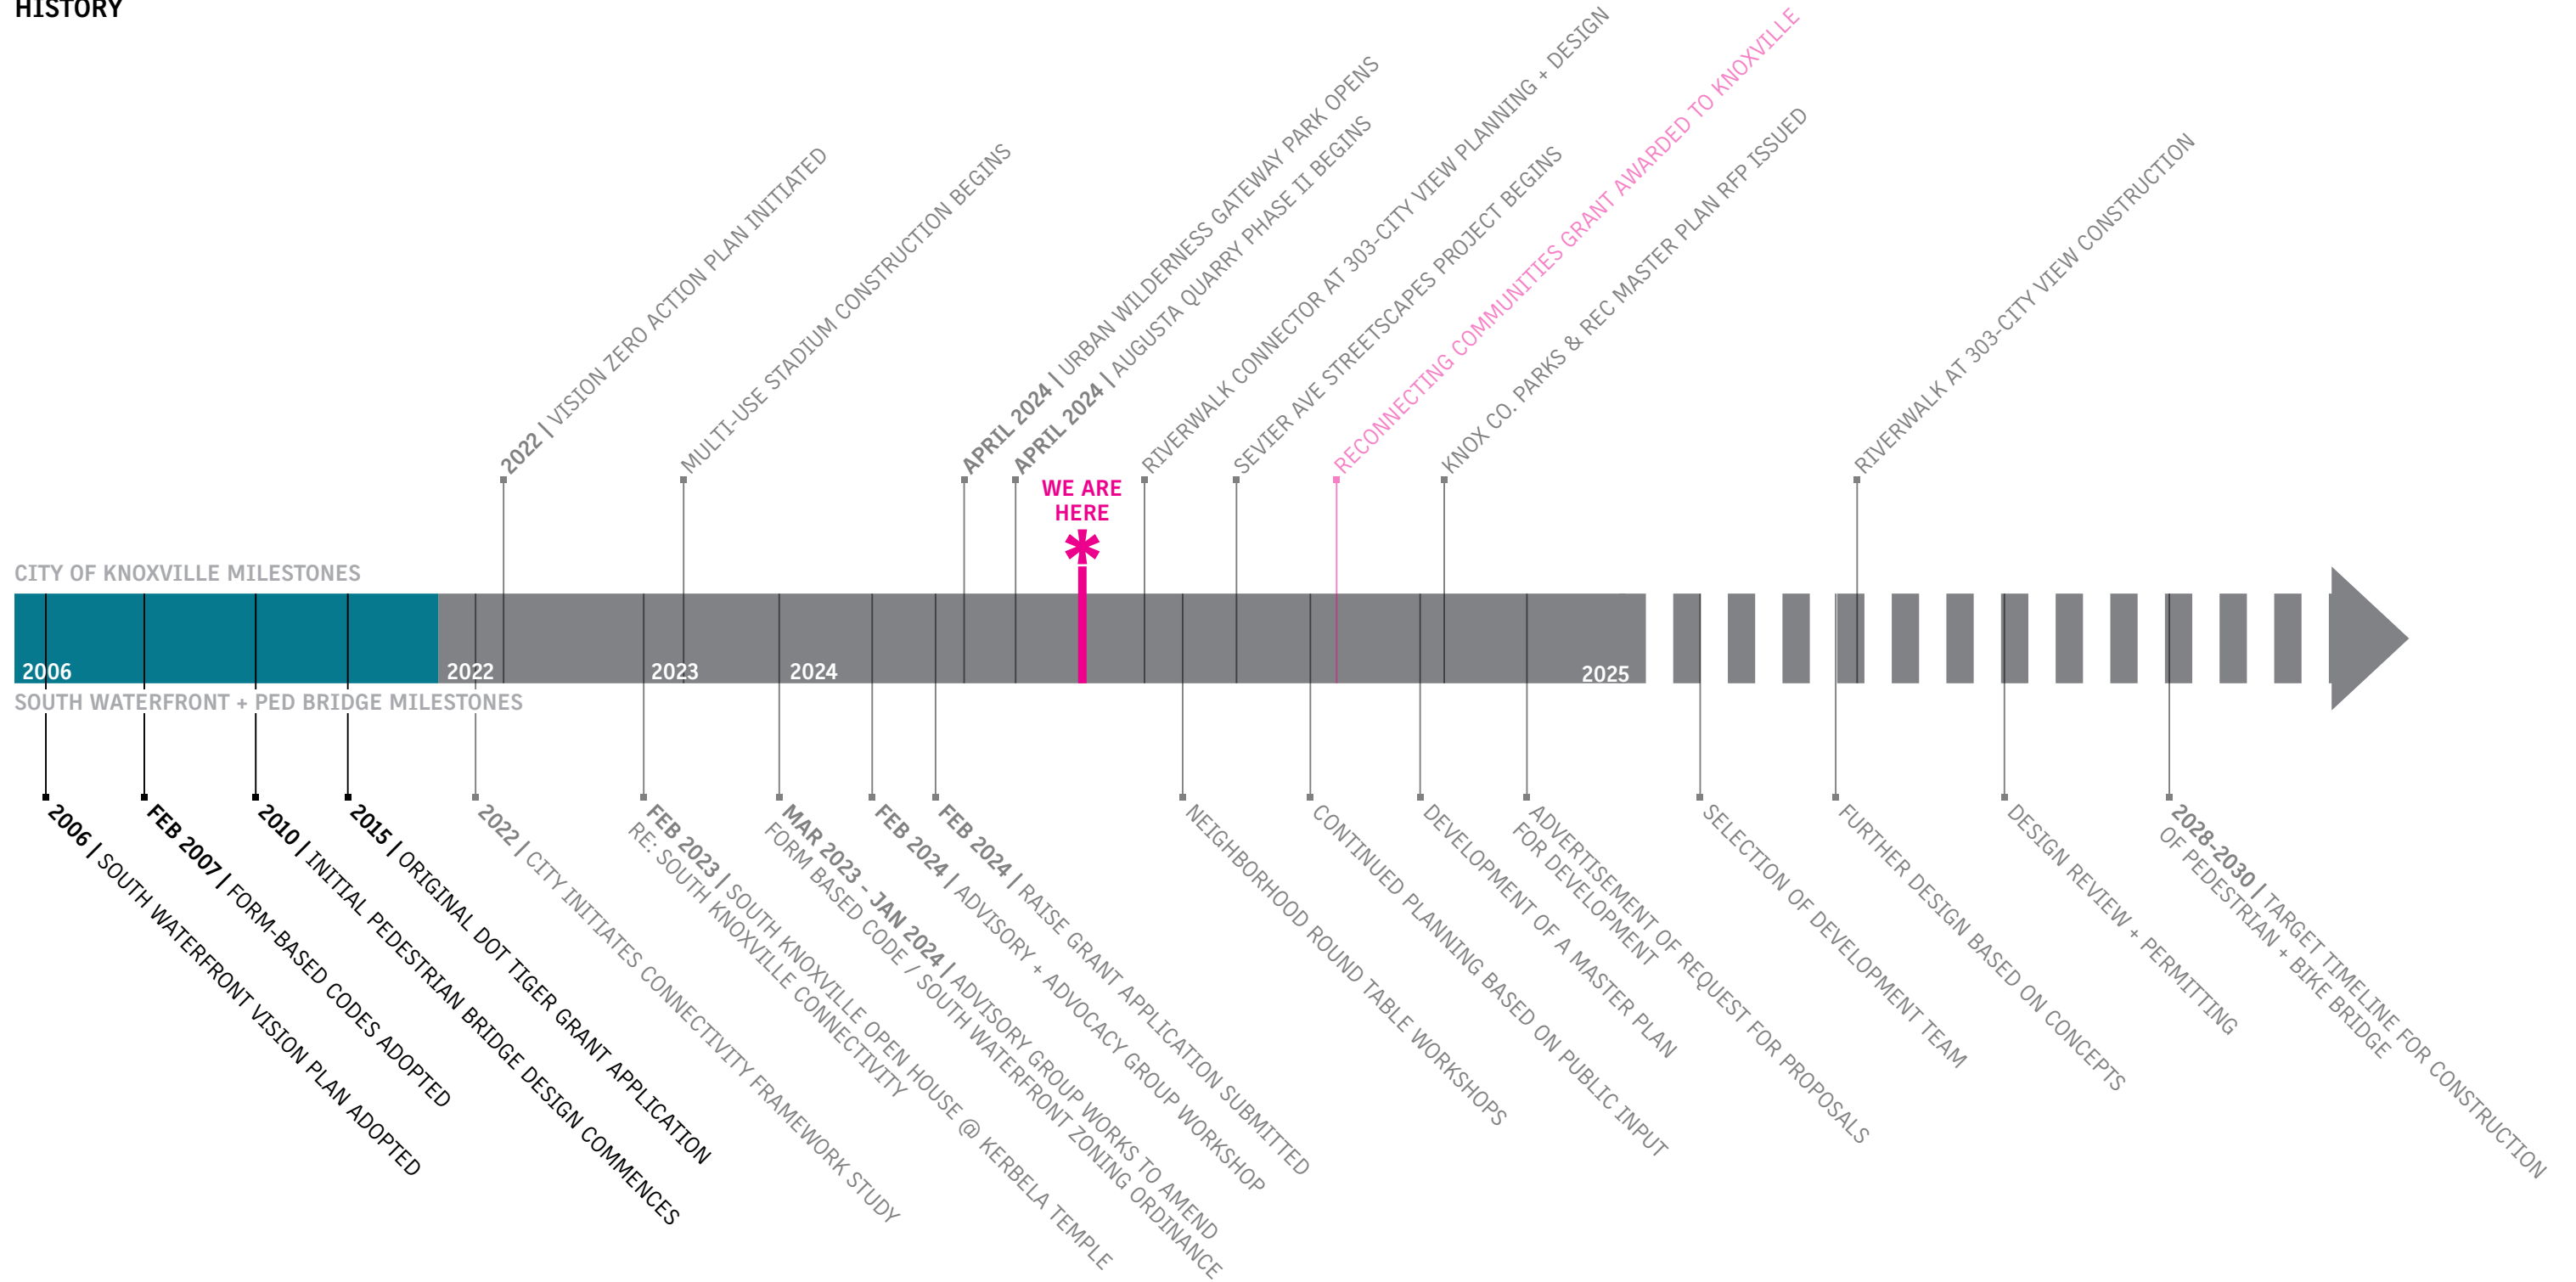 HISTORY
2022 | VISION ZERO ACTION PLAN INITIATED
MULTI-USE STADIUM CONSTRUCTION BEGINS
APRIL 2024 | URBAN WILDERNESS GATEWAY PARK OPENS
APRIL 2024 | AUGUSTA QUARRY PHASE II BEGINS
RIVERWALK CONNECTOR AT 303-CITY VIEW PLANNING + DESIGN
SEVIER AVE STREETSCAPES PROJECT BEGINS
RECONNECTING COMMUNITIES GRANT AWARDED TO KNOXVILLE
KNOX CO. PARKS & REC MASTER PLAN RFP ISSUED
RIVERWALK AT 303-CITY VIEW CONSTRUCTION
WE ARE
HERE
*
CITY OF KNOXVILLE MILESTONES
2006
2022
2023
2024
2025
SOUTH WATERFRONT + PED BRIDGE MILESTONES
2006 | SOUTH WATERFRONT VISION PLAN ADOPTED
FEB 2007 | FORM-BASED CODES ADOPTED
2010 | INITIAL PEDESTRIAN BRIDGE DESIGN COMMENCES
2015 | ORIGINAL DOT TIGER GRANT APPLICATION
2022 | CITY INITIATES CONNECTIVITY FRAMEWORK STUDY
FEB 2023 | SOUTH KNOXVILLE OPEN HOUSE @ KERBELA TEMPLE
RE: SOUTH KNOXVILLE CONNECTIVITY
MAR 2023 - JAN 2024 | ADVISORY GROUP WORKS TO AMEND
FORM BASED CODE / SOUTH WATERFRONT ZONING ORDINANCE
FEB 2024 | ADVISORY + ADVOCACY GROUP WORKSHOP
FEB 2024 | RAISE GRANT APPLICATION SUBMITTED
NEIGHBORHOOD ROUND TABLE WORKSHOPS
CONTINUED PLANNING BASED ON PUBLIC INPUT
DEVELOPMENT OF A MASTER PLAN
ADVERTISEMENT OF REQUEST FOR PROPOSALS
FOR DEVELOPMENT
SELECTION OF DEVELOPMENT TEAM
FURTHER DESIGN BASED ON CONCEPTS
DESIGN REVIEW + PERMITTING
2028-2030 | TARGET TIMELINE FOR CONSTRUCTION
OF PEDESTRIAN + BIKE BRIDGE